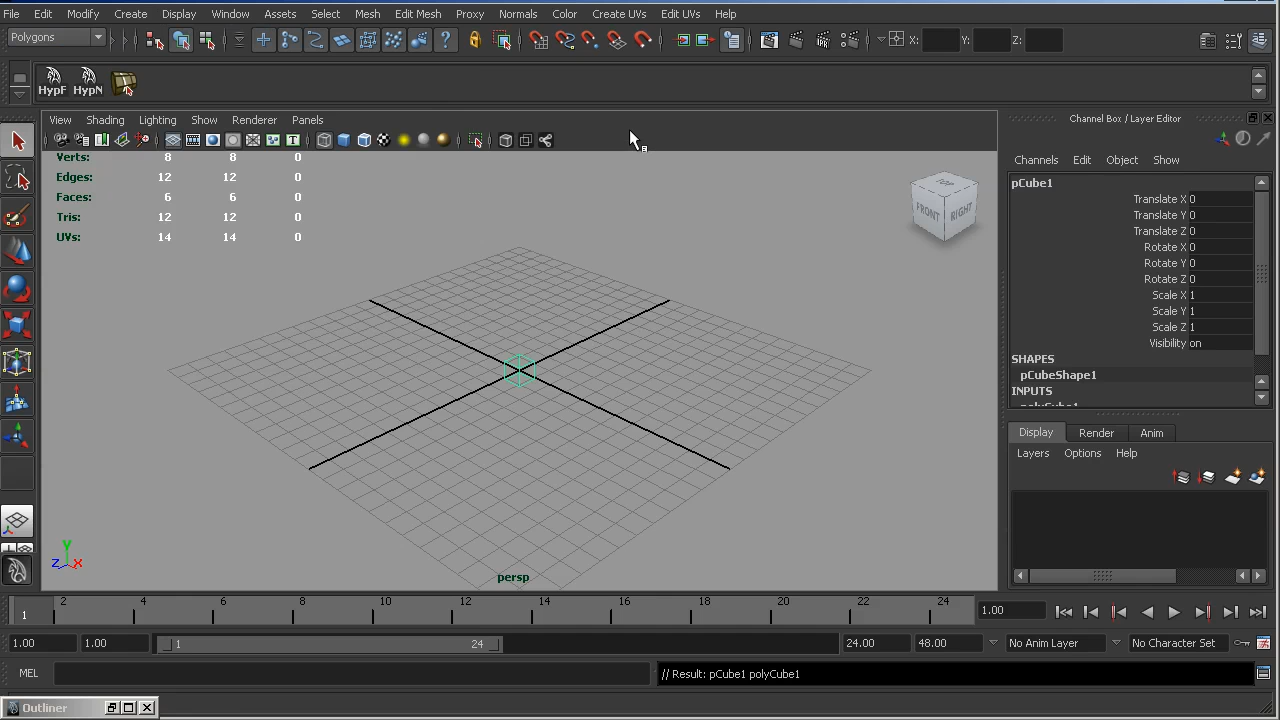 File Edit Modify Create Display Window Assets Select Mesh Edit Mesh Proxy Normals Color Create UVs Edit UVs Help
Polygons X: Y: Z:
HypF HypN
View Shading Lighting Show Renderer Panels
Verts: 8 8 0
Edges: 12 12 0
Faces: 6 6 0
Tris: 12 12 0
UVs: 14 14 0
TOP
FRONT RIGHT
Y
Z X
persp
Channel Box / Layer Editor
Channels Edit Object Show
pCube1
Translate X 0
Translate Y 0
Translate Z 0
Rotate X 0
Rotate Y 0
Rotate Z 0
Scale X 1
Scale Y 1
Scale Z 1
Visibility on
SHAPES
pCubeShape1
INPUTS
polyCube1
Display Render Anim
Layers Options Help
1 2 4 6 8 10 12 14 16 18 20 22 24 1.00
1.00 1.00 1 24 24.00 48.00 No Anim Layer No Character Set
MEL // Result: pCube1 polyCube1
Outliner